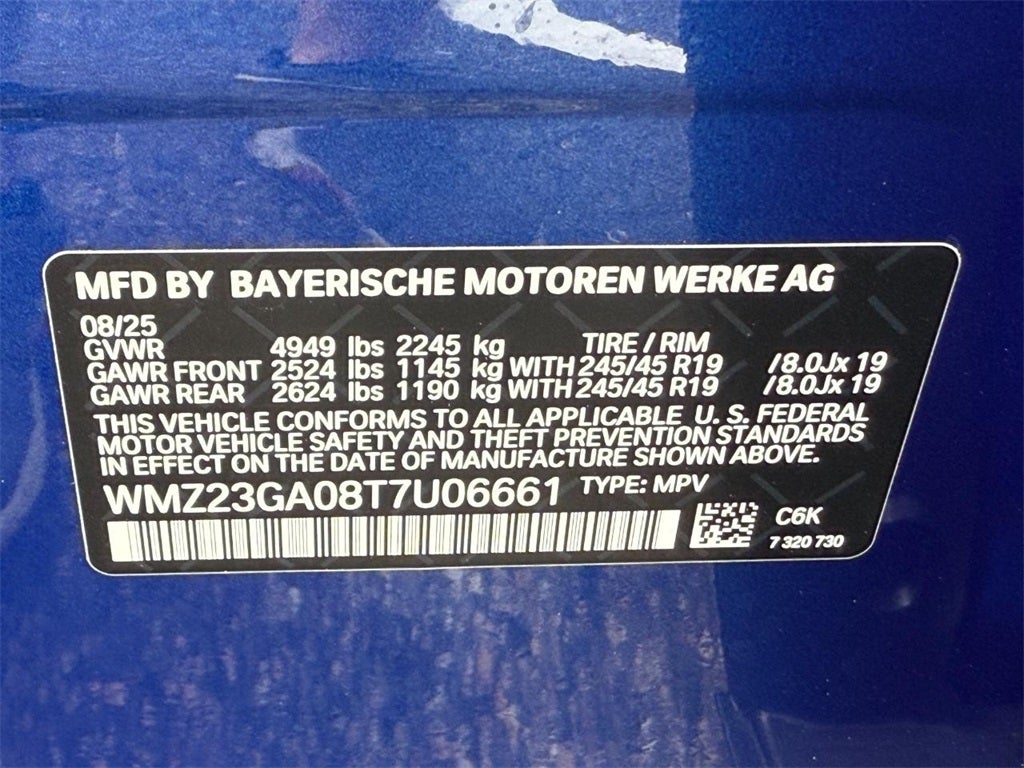 MFD BY BAYERISCHE MOTOREN WERKE AG
08/25
GVWR 4949 lbs 2245 kg TIRE / RIM
GAWR FRONT 2524 lbs 1145 kg WITH 245/45 R19 /8.0Jx 19
GAWR REAR 2624 lbs 1190 kg WITH 245/45 R19 /8.0Jx 19
THIS VEHICLE CONFORMS TO ALL APPLICABLE U. S. FEDERAL
MOTOR VEHICLE SAFETY AND THEFT PREVENTION STANDARDS
IN EFFECT ON THE DATE OF MANUFACTURE SHOWN ABOVE.
WMZ23GA08T7U06661 TYPE: MPV
C6K
7 320 730